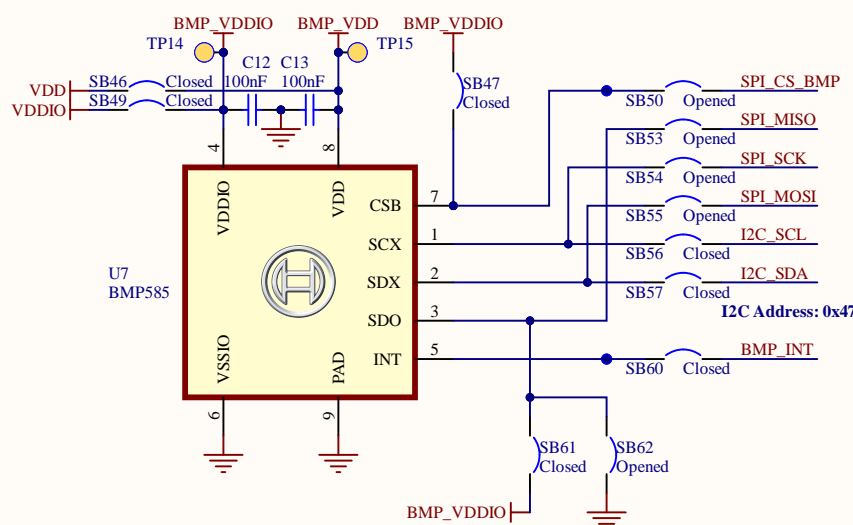 BMP_VDDIO BMP_VDD BMP_VDDIO
TP14 TP15
C12 C13
VDD SB46 Closed 100nF 100nF
VDDIO SB49 Closed
SB47
Closed
SB50 Opened SPI_CS_BMP
SB53 Opened SPI_MISO
SB54 Opened SPI_SCK
SB55 Opened SPI_MOSI
SB56 Closed I2C_SCL
SB57 Closed I2C_SDA
I2C Address: 0x47
SB60 Closed BMP_INT
4 8
VDDIO VDD
CSB 7
SCX 1
SDX 2
SDO 3
INT 5
U7
BMP585
VSSIO PAD
6 9
SB61
Closed
SB62
Opened
BMP_VDDIO